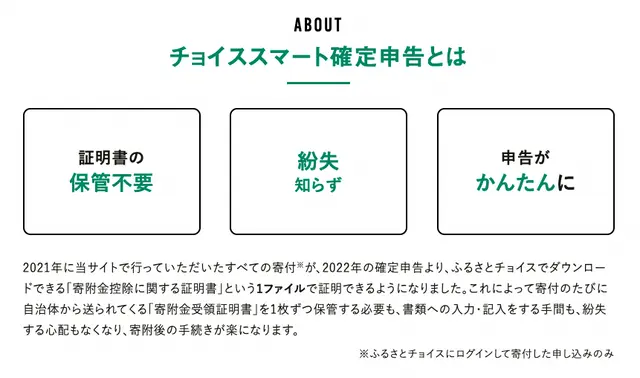 ABOUT
チョイススマート確定申告とは
証明書の
保管不要
紛失
知らず
申告が
かんたんに
2021年に当サイトで行っていただいたすべての寄付※が、2022年の確定申告より、ふるさとチョイスでダウンロー
ドできる「寄附金控除に関する証明書」という1ファイルで証明できるようになりました。これによって寄付のたびに
自治体から送られてくる「寄附金受領証明書」を1枚ずつ保管する必要も、書類への入力・記入をする手間も、紛失
する心配もなくなり、寄附後の手続きが楽になります。
※ふるさとチョイスにログインして寄付した申し込みのみ